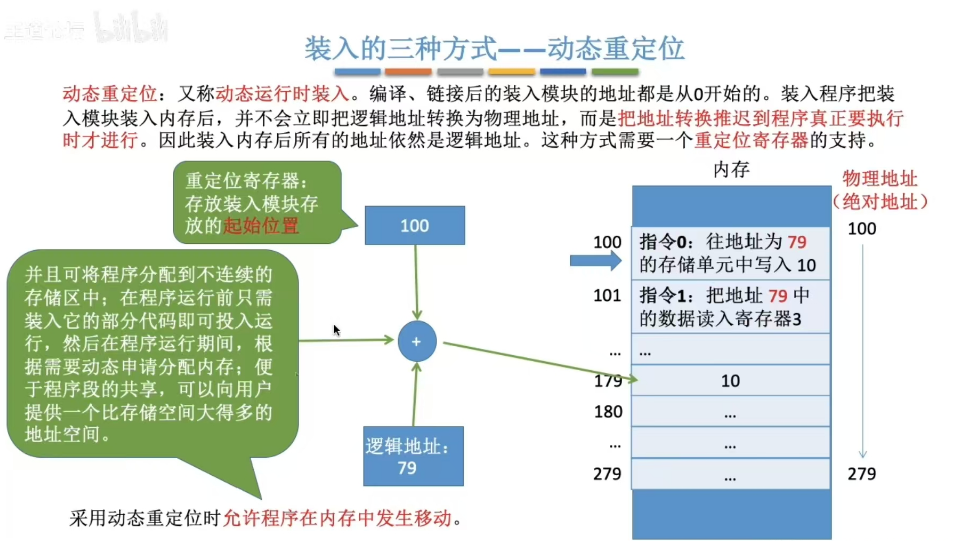 bilibili
装入的三种方式——动态重定位
动态重定位：又称动态运行时装入。编译、链接后的装入模块的地址都是从0开始的。装入程序把装
入模块装入内存后，并不会立即把逻辑地址转换为物理地址，而是把地址转换推迟到程序真正要执行
时才进行。因此装入内存后所有的地址依然是逻辑地址。这种方式需要一个重定位寄存器的支持。
重定位寄存器：
存放装入模块存
放的起始位置
100
并且可将程序分配到不连续的
存储区中；在程序运行前只需
装入它的部分代码即可投入运
行，然后在程序运行期间，根
据需要动态申请分配内存；便
于程序段的共享，可以向用户
提供一个比存储空间大得多的
地址空间。
+
逻辑地址：
79
采用动态重定位时允许程序在内存中发生移动。
内存
物理地址
（绝对地址）
100
指令0：往地址为 79
的存储单元中写入 10
100
101
指令1：把地址 79 中
的数据读入寄存器3
... ...
179
10
180
...
...
...
279
...
279